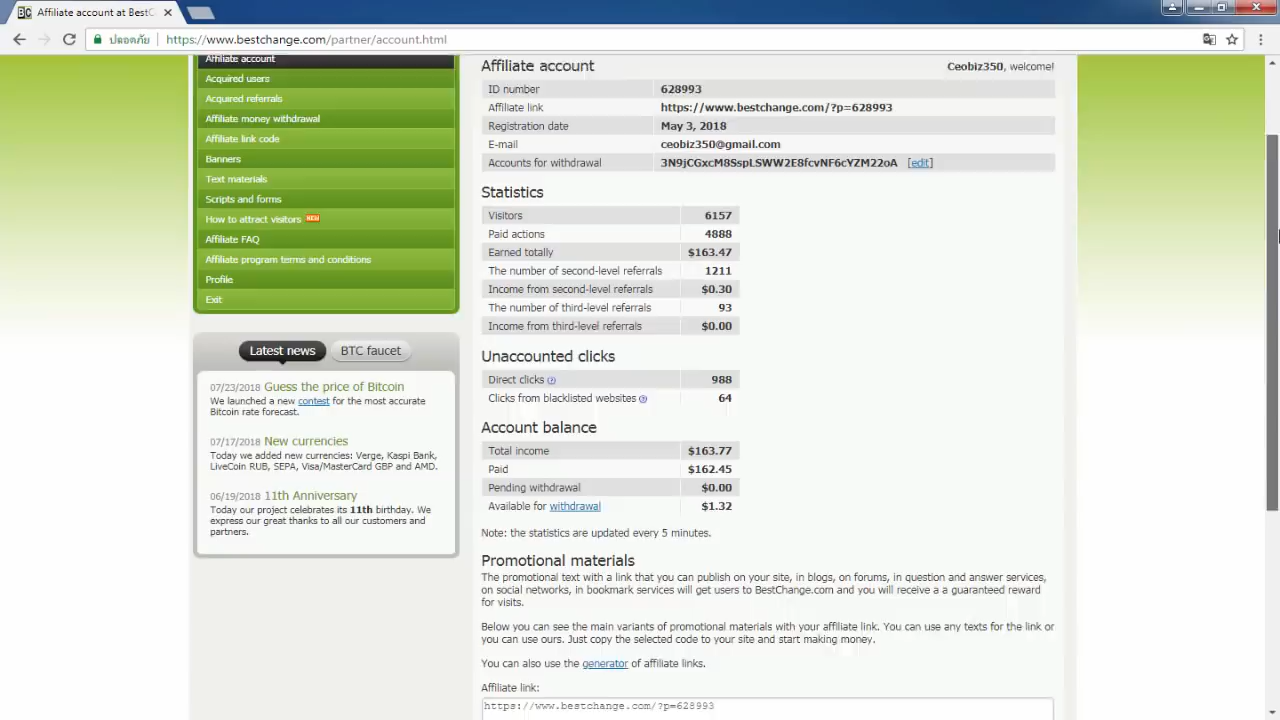 Affiliate account at BestC
ปลอดภัย
https://www.bestchange.com/partner/account.html
Affiliate account
Acquired users
Acquired referrals
Affiliate money withdrawal
Affiliate link code
Banners
Text materials
Scripts and forms
How to attract visitors NEW
Affiliate FAQ
Affiliate program terms and conditions
Profile
Exit
Latest news
BTC faucet
07/23/2018 Guess the price of Bitcoin
We launched a new contest for the most accurate
Bitcoin rate forecast.
07/17/2018 New currencies
Today we added new currencies: Verge, Kaspi Bank,
LiveCoin RUB, SEPA, Visa/MasterCard GBP and AMD.
06/19/2018 11th Anniversary
Today our project celebrates its 11th birthday. We
express our great thanks to all our customers and
partners.
Affiliate account
Ceobiz350, welcome!
ID number 628993
Affiliate link https://www.bestchange.com/?p=628993
Registration date May 3, 2018
E-mail ceobiz350@gmail.com
Accounts for withdrawal 3N9jCGxcM8SspLSWW2E8fcvNF6cYZM22oA [edit]
Statistics
Visitors 6157
Paid actions 4888
Earned totally $163.47
The number of second-level referrals 1211
Income from second-level referrals $0.30
The number of third-level referrals 93
Income from third-level referrals $0.00
Unaccounted clicks
Direct clicks 988
Clicks from blacklisted websites 64
Account balance
Total income $163.77
Paid $162.45
Pending withdrawal $0.00
Available for withdrawal $1.32
Note: the statistics are updated every 5 minutes.
Promotional materials
The promotional text with a link that you can publish on your site, in blogs, on forums, in question and answer services,
on social networks, in bookmark services will get users to BestChange.com and you will receive a a guaranteed reward
for visits.
Below you can see the main variants of promotional materials with your affiliate link. You can use any texts for the link or
you can use ours. Just copy the selected code to your site and start making money.
You can also use the generator of affiliate links.
Affiliate link:
https://www.bestchange.com/?p=628993